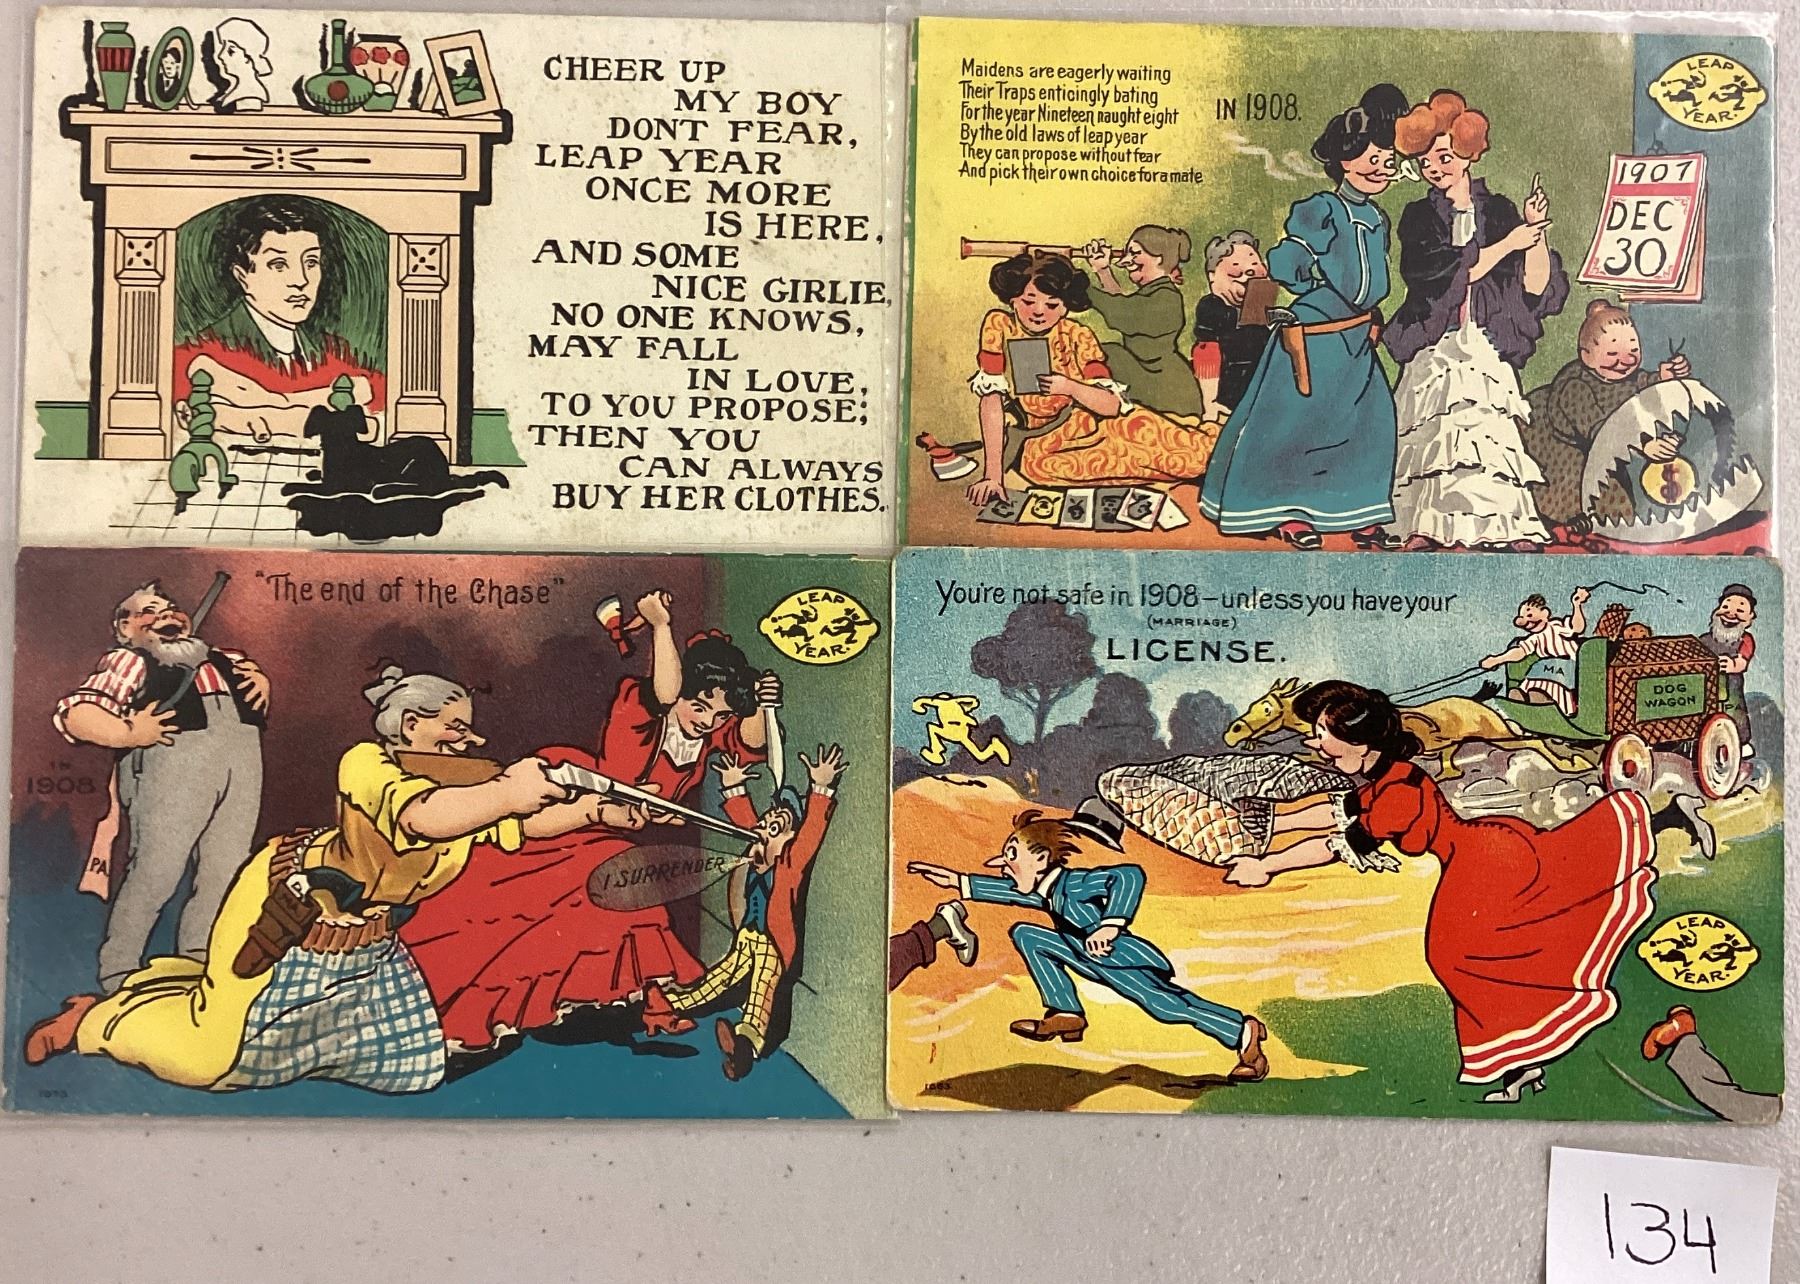 CHEER UP
MY BOY
DONT FEAR,
LEAP YEAR
ONCE MORE
IS HERE,
AND SOME
NICE GIRLIE,
NO ONE KNOWS,
MAY FALL
IN LOVE,
TO YOU PROPOSE;
THEN YOU
CAN ALWAYS
BUY HER CLOTHES.
Maidens are eagerly waiting
Their Traps enticingly bating
For the year Nineteen naught eight
By the old laws of leap year
They can propose without fear
And pick their own choice for a mate
IN 1908.
LEAP
YEAR.
1907
DEC
30
$
"The end of the Chase"
LEAP
YEAR.
IN
1908
PA
I SURRENDER
You're not safe in 1908 – unless you have your
(MARRIAGE)
LICENSE.
MA
DOG
WAGON
PA
LEAP
YEAR.
134